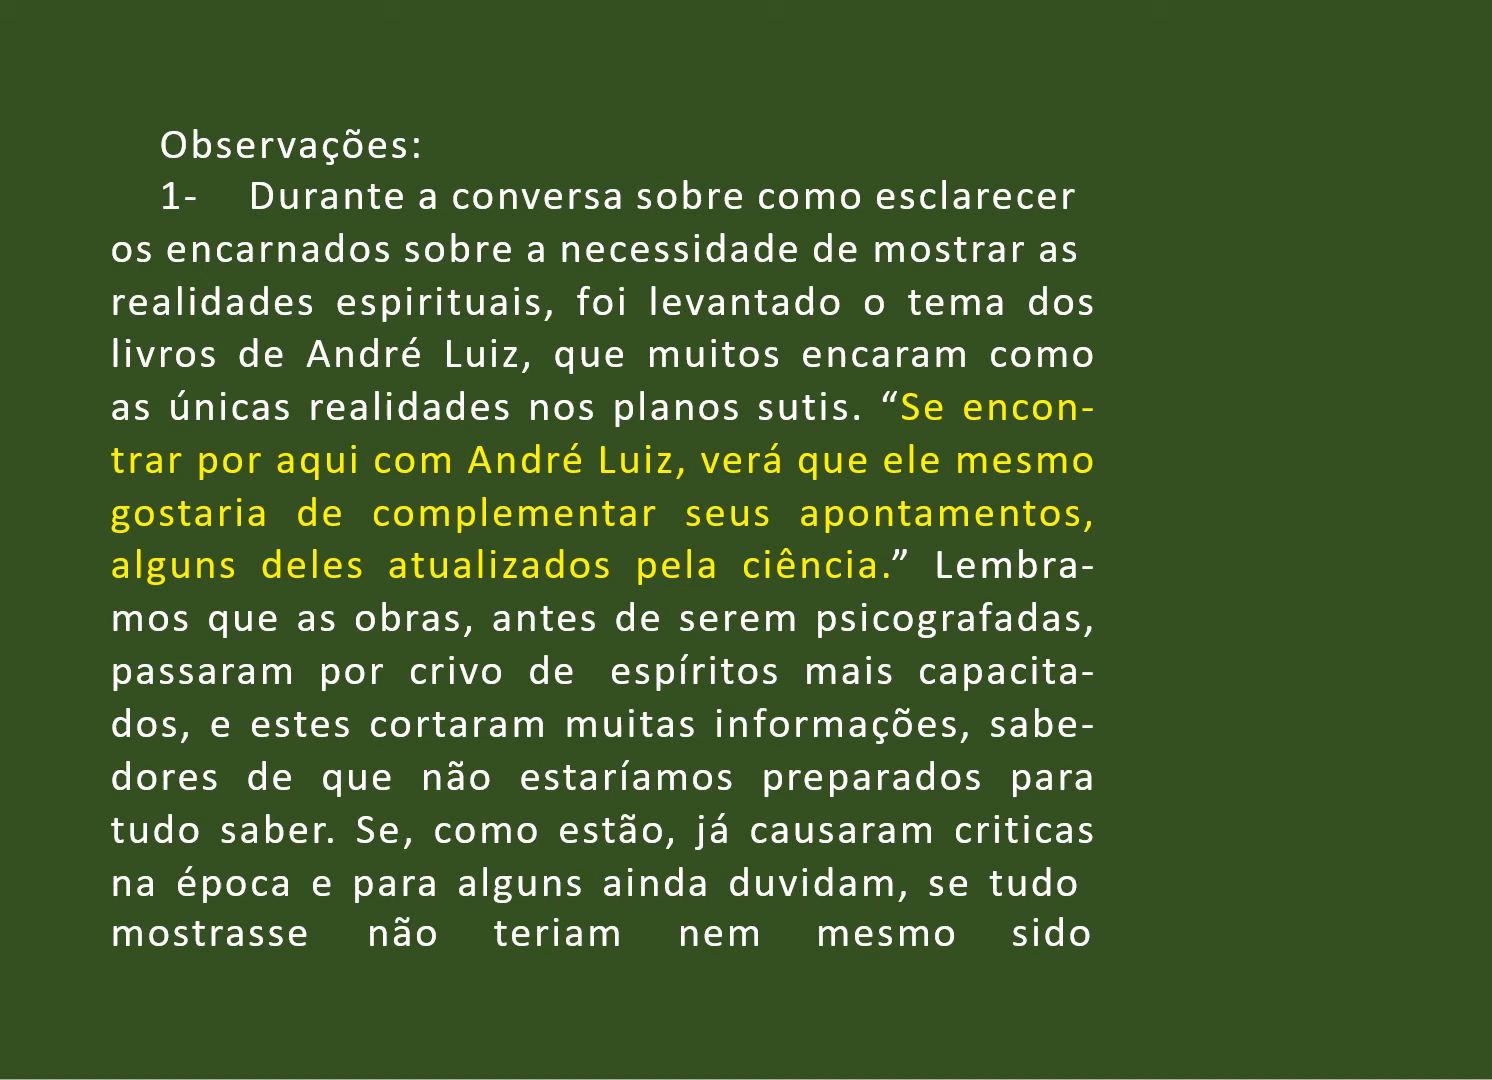 Observações:
1- Durante a conversa sobre como esclarecer
os encarnados sobre a necessidade de mostrar as
realidades espirituais, foi levantado o tema dos
livros de André Luiz, que muitos encaram como
as únicas realidades nos planos sutis. “Se encon-
trar por aqui com André Luiz, verá que ele mesmo
gostaria de complementar seus apontamentos,
alguns deles atualizados pela ciência.” Lembra-
mos que as obras, antes de serem psicografadas,
passaram por crivo de espíritos mais capacita-
dos, e estes cortaram muitas informações, sabe-
dores de que não estaríamos preparados para
tudo saber. Se, como estão, já causaram criticas
na época e para alguns ainda duvidam, se tudo
mostrasse não teriam nem mesmo sido